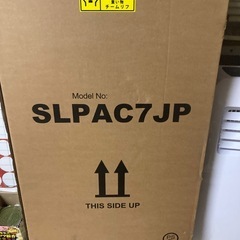 Model No:
SLPAC7JP
THIS SIDE UP